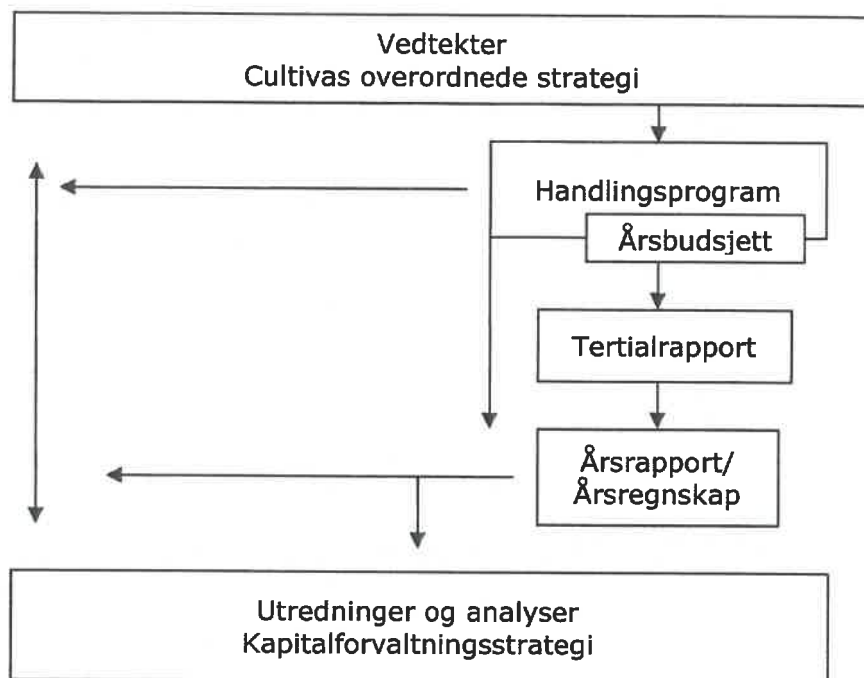 Vedtekter
Cultivas overordnede strategi
Handlingsprogram
Årsbudsjett
Tertialrapport
Årsrapport/
Årsregnskap
Utredninger og analyser
Kapitalforvaltningsstrategi